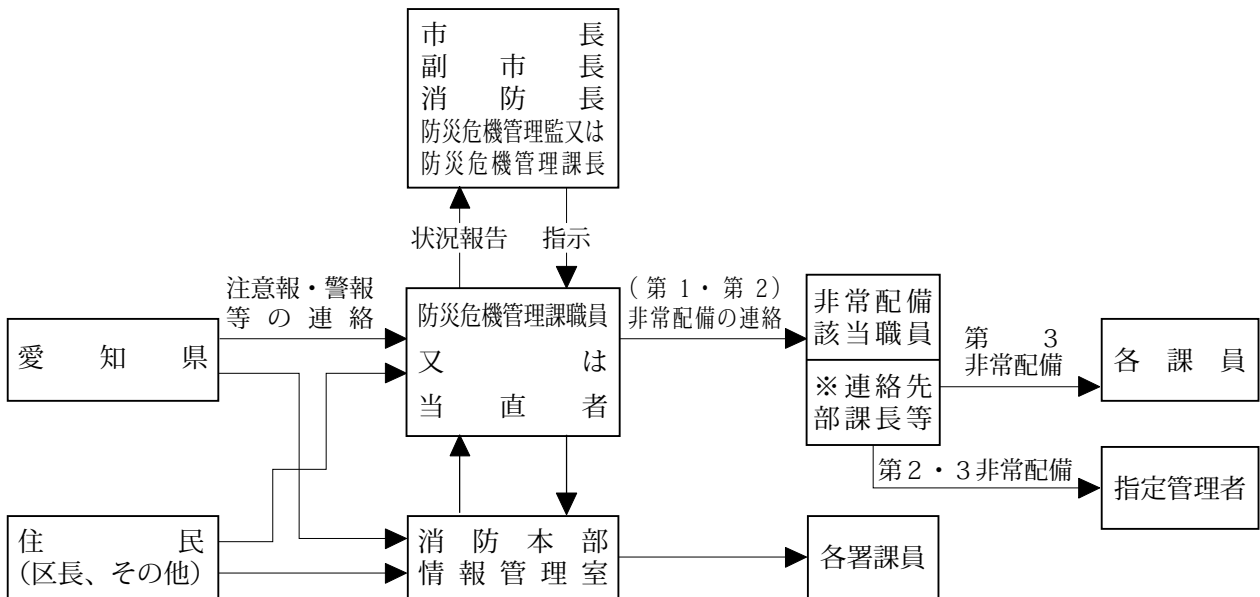 市長
副市長
消防長
防災危機管理監又は
防災危機管理課長
状況報告
指示
注意報・警報
等の連絡
愛知県
防災危機管理課職員
又は
当直者
（第１・第２）
非常配備の連絡
非常配備
該当職員
※連絡先
部課長等
第３
非常配備
各課員
第２・３非常配備
指定管理者
住民
（区長、その他）
消防本部
情報管理室
各署課員